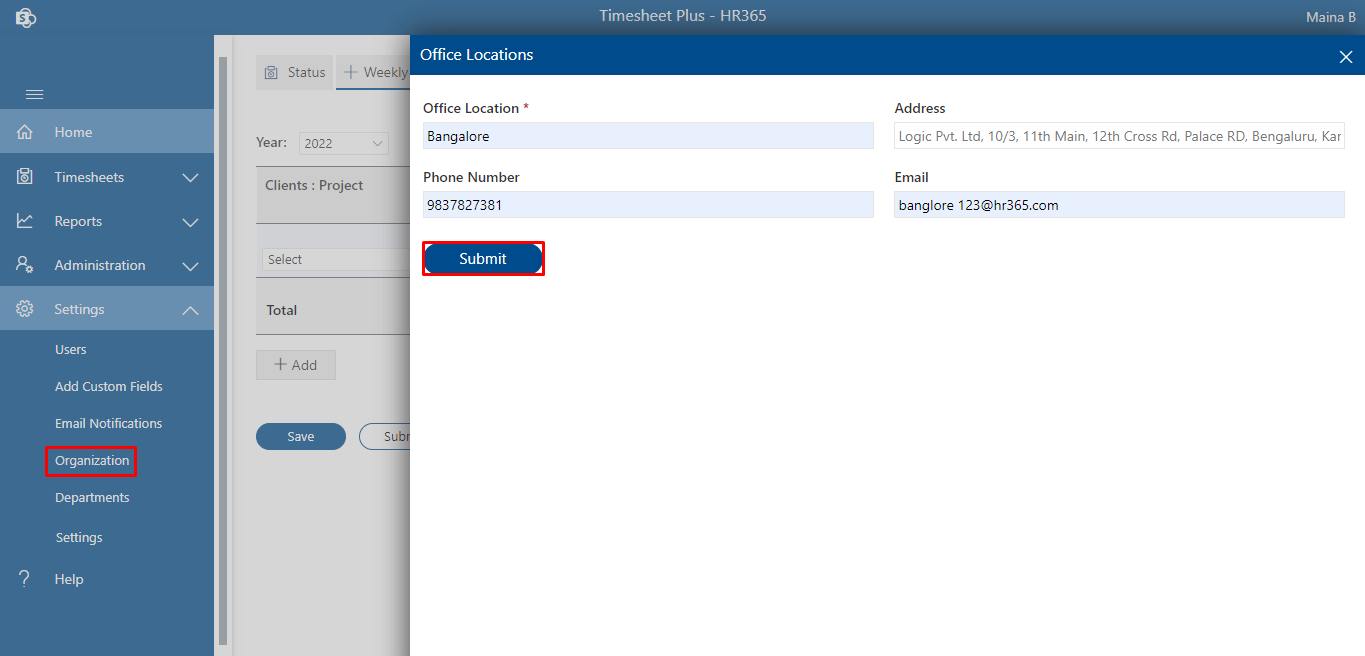 Timesheet Plus - HR365
Maina B
Home
Timesheets
Reports
Administration
Settings
Users
Add Custom Fields
Email Notifications
Organization
Departments
Settings
? Help
Status
+ Weekly
Year: 2022
Clients : Project
Select
Total
+ Add
Save
Subr
Office Locations
Office Location *
Bangalore
Address
Logic Pvt. Ltd, 10/3, 11th Main, 12th Cross Rd, Palace RD, Bengaluru, Kar
Phone Number
9837827381
Email
banglore 123@hr365.com
Submit